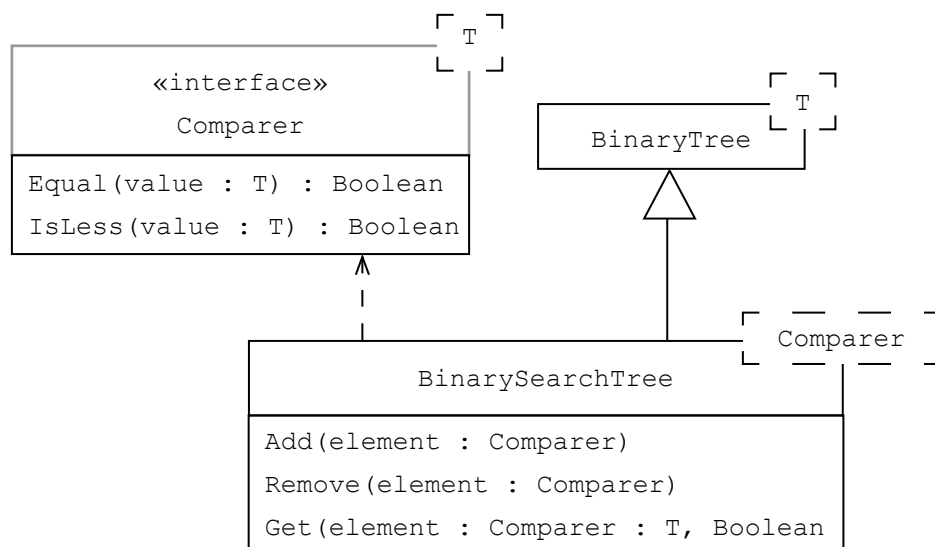 T
«interface»
Comparer
Equal(value : T) : Boolean
IsLess(value : T) : Boolean
T
BinaryTree
Comparer
BinarySearchTree
Add(element : Comparer)
Remove(element : Comparer)
Get(element : Comparer : T, Boolean